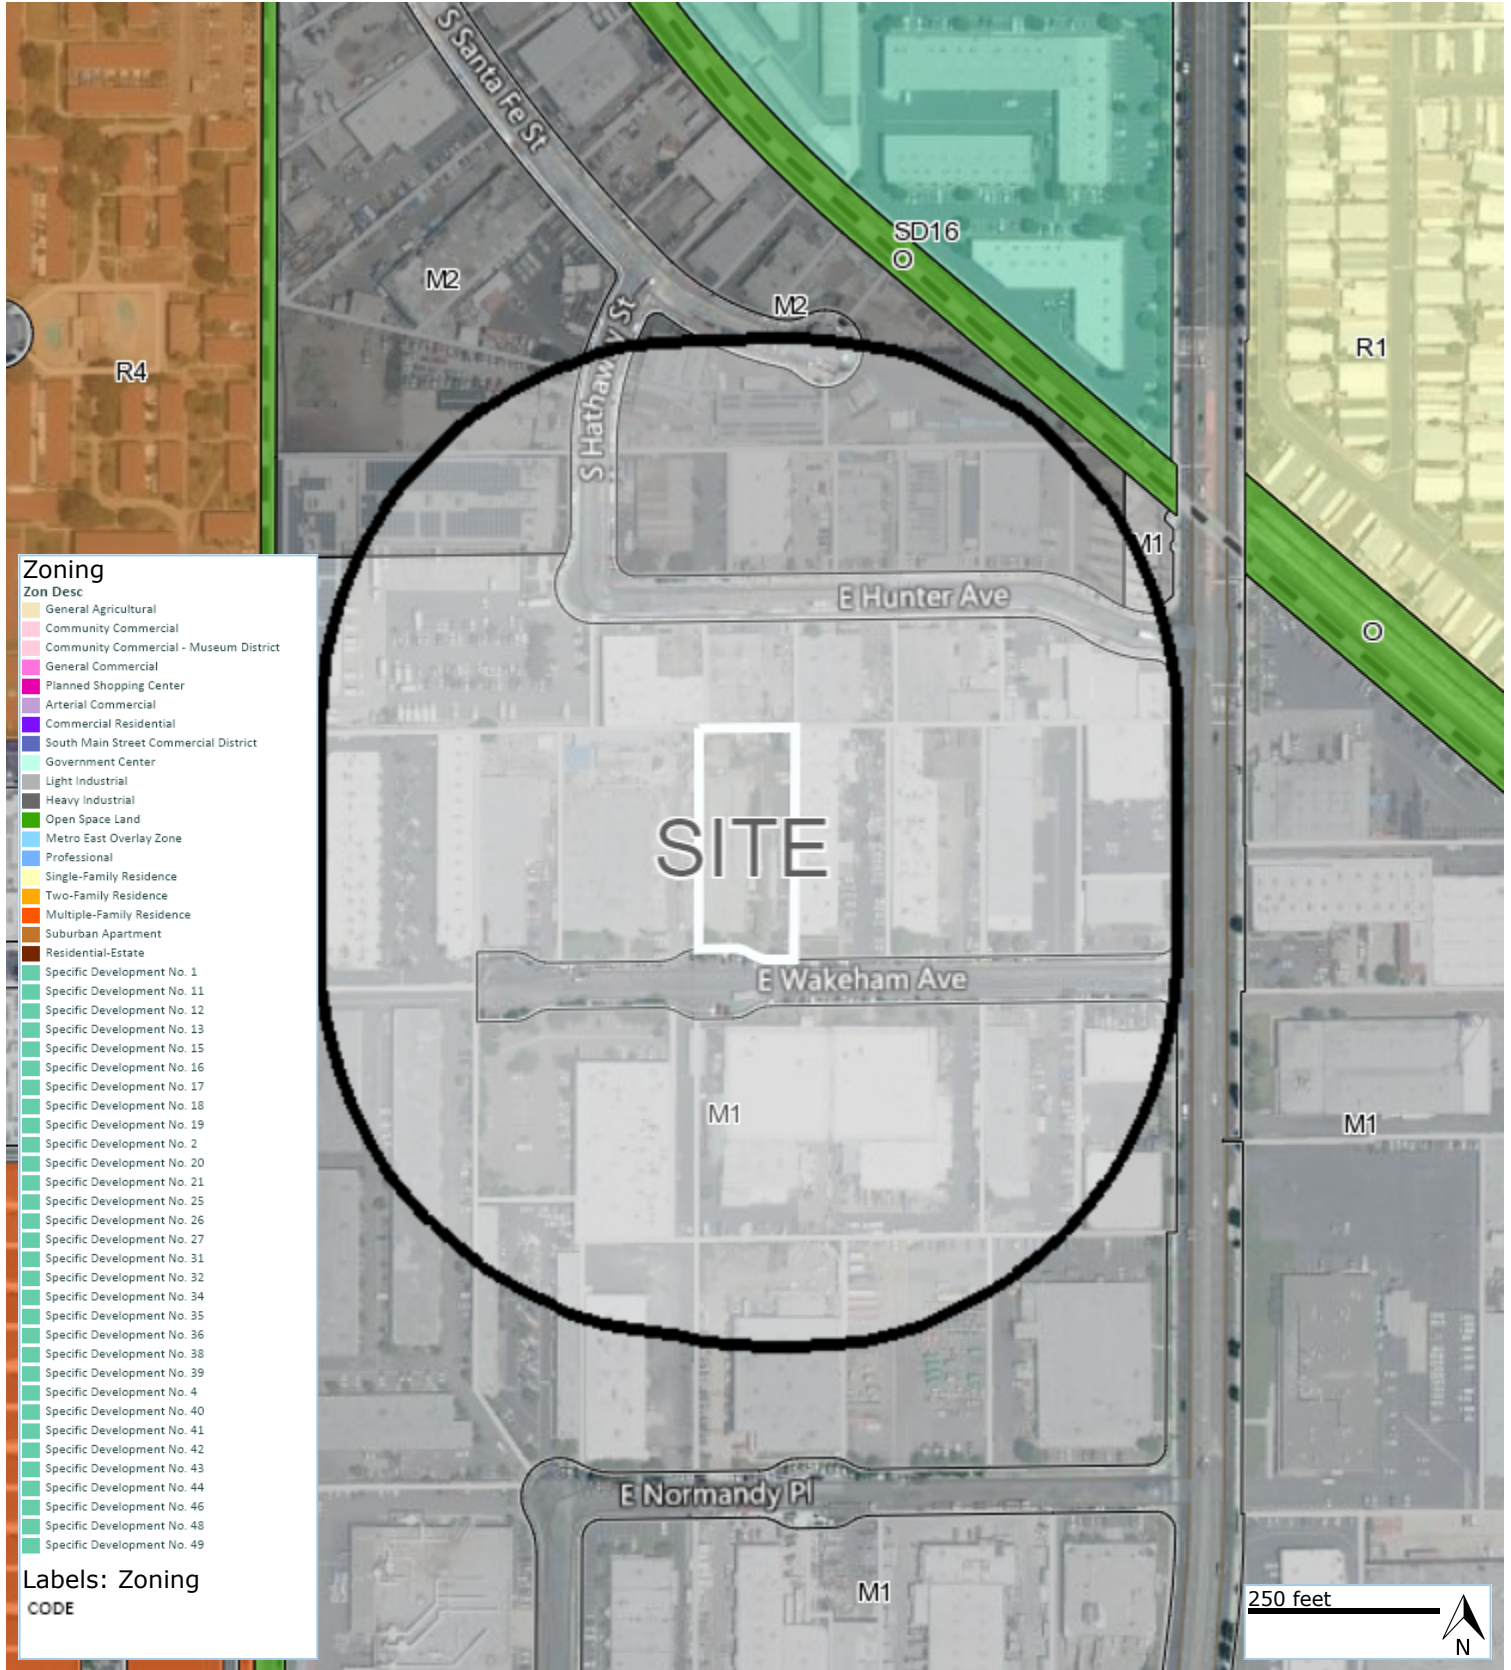 S Santa Fe St
SD16
O
M2
M2
S Hathaway St
R4
R1
M1
E Hunter Ave
O
SITE
E Wakeham Ave
M1
M1
E Normandy Pl
M1
Zoning
Zon Desc
General Agricultural
Community Commercial
Community Commercial - Museum District
General Commercial
Planned Shopping Center
Arterial Commercial
Commercial Residential
South Main Street Commercial District
Government Center
Light Industrial
Heavy Industrial
Open Space Land
Metro East Overlay Zone
Professional
Single-Family Residence
Two-Family Residence
Multiple-Family Residence
Suburban Apartment
Residential-Estate
Specific Development No. 1
Specific Development No. 11
Specific Development No. 12
Specific Development No. 13
Specific Development No. 15
Specific Development No. 16
Specific Development No. 17
Specific Development No. 18
Specific Development No. 19
Specific Development No. 2
Specific Development No. 20
Specific Development No. 21
Specific Development No. 25
Specific Development No. 26
Specific Development No. 27
Specific Development No. 31
Specific Development No. 32
Specific Development No. 34
Specific Development No. 35
Specific Development No. 36
Specific Development No. 38
Specific Development No. 39
Specific Development No. 4
Specific Development No. 40
Specific Development No. 41
Specific Development No. 42
Specific Development No. 43
Specific Development No. 44
Specific Development No. 46
Specific Development No. 48
Specific Development No. 49
Labels: Zoning
CODE
250 feet
N